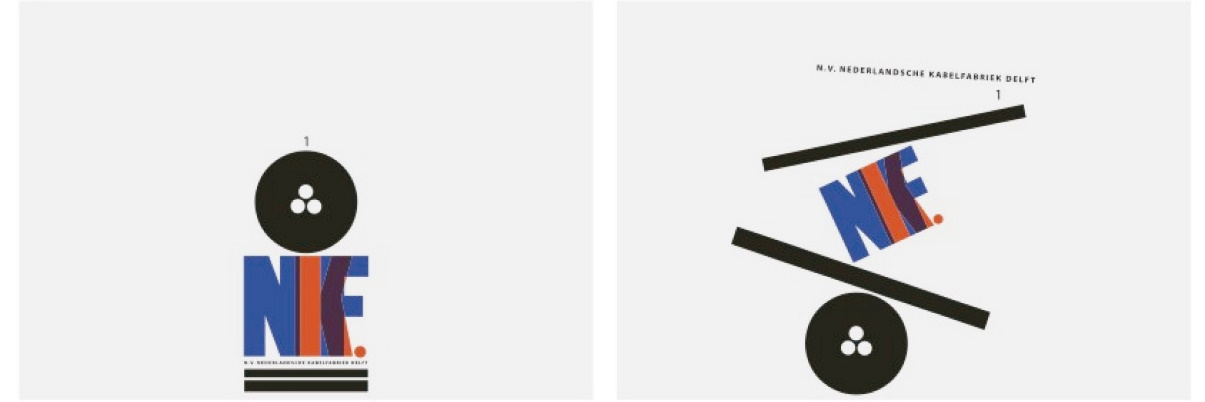 1
NKF.
N.V. NEDERLANDSCHE KABELFABRIEK DELFT
N.V. NEDERLANDSCHE KABELFABRIEK DELFT
1
NKF.